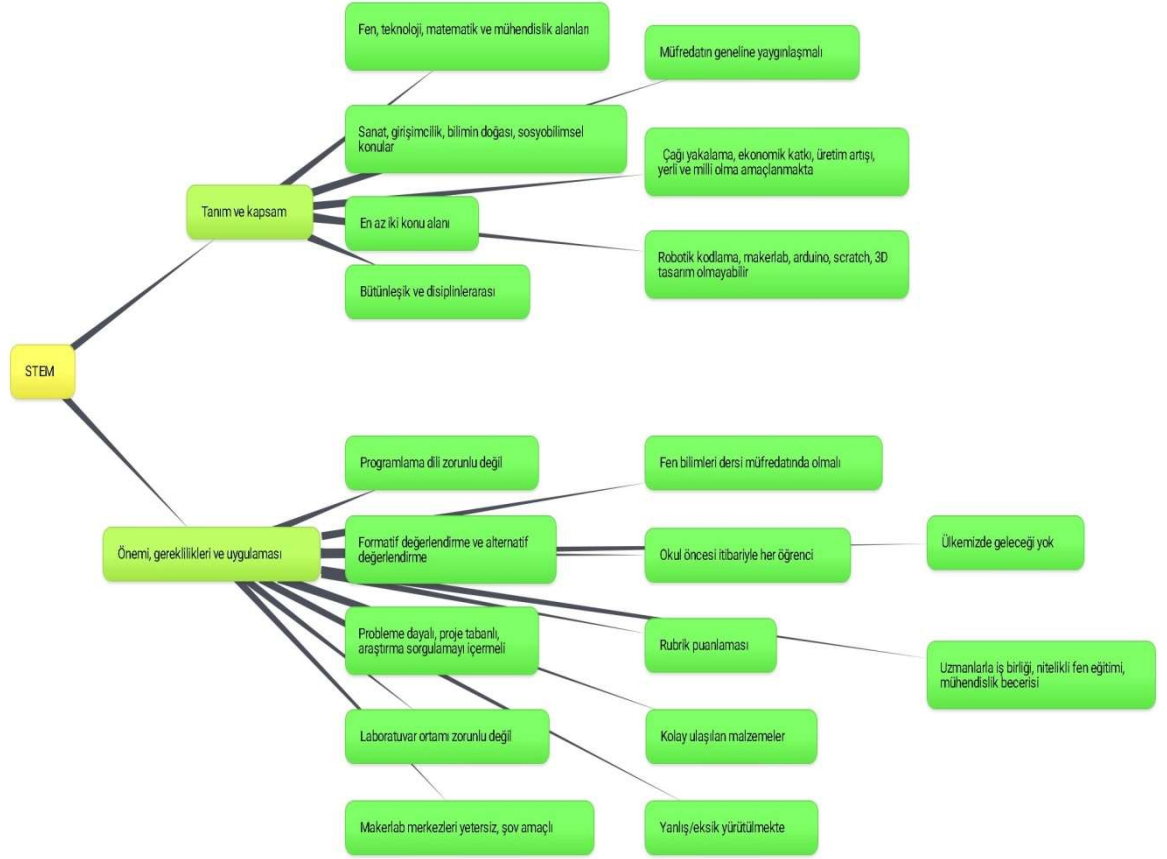 STEM
Tanım ve kapsam
Fen, teknoloji, matematik ve mühendislik alanları
Sanat, girişimcilik, bilimin doğası, sosyobilimsel
konular
En az iki konu alanı
Bütünleşik ve disiplinlerarası
Müfredatın geneline yaygınlaşmalı
Çağı yakalama, ekonomik katkı, üretim artışı,
yerli ve milli olma amaçlanmakta
Robotik kodlama, makerlab, arduino, scratch, 3D
tasarım olmayabilir
Önemi, gereklilikleri ve uygulaması
Programlama dili zorunlu değil
Formatif değerlendirme ve alternatif
değerlendirme
Probleme dayalı, proje tabanlı,
araştırma sorgulamayı içermeli
Laboratuvar ortamı zorunlu değil
Makerlab merkezleri yetersiz, şov amaçlı
Fen bilimleri dersi müfredatında olmalı
Okul öncesi itibariyle her öğrenci
Rubrik puanlaması
Kolay ulaşılan malzemeler
Yanlış/eksik yürütülmekte
Ülkemizde geleceği yok
Uzmanlarla iş birliği, nitelikli fen eğitimi,
mühendislik becerisi